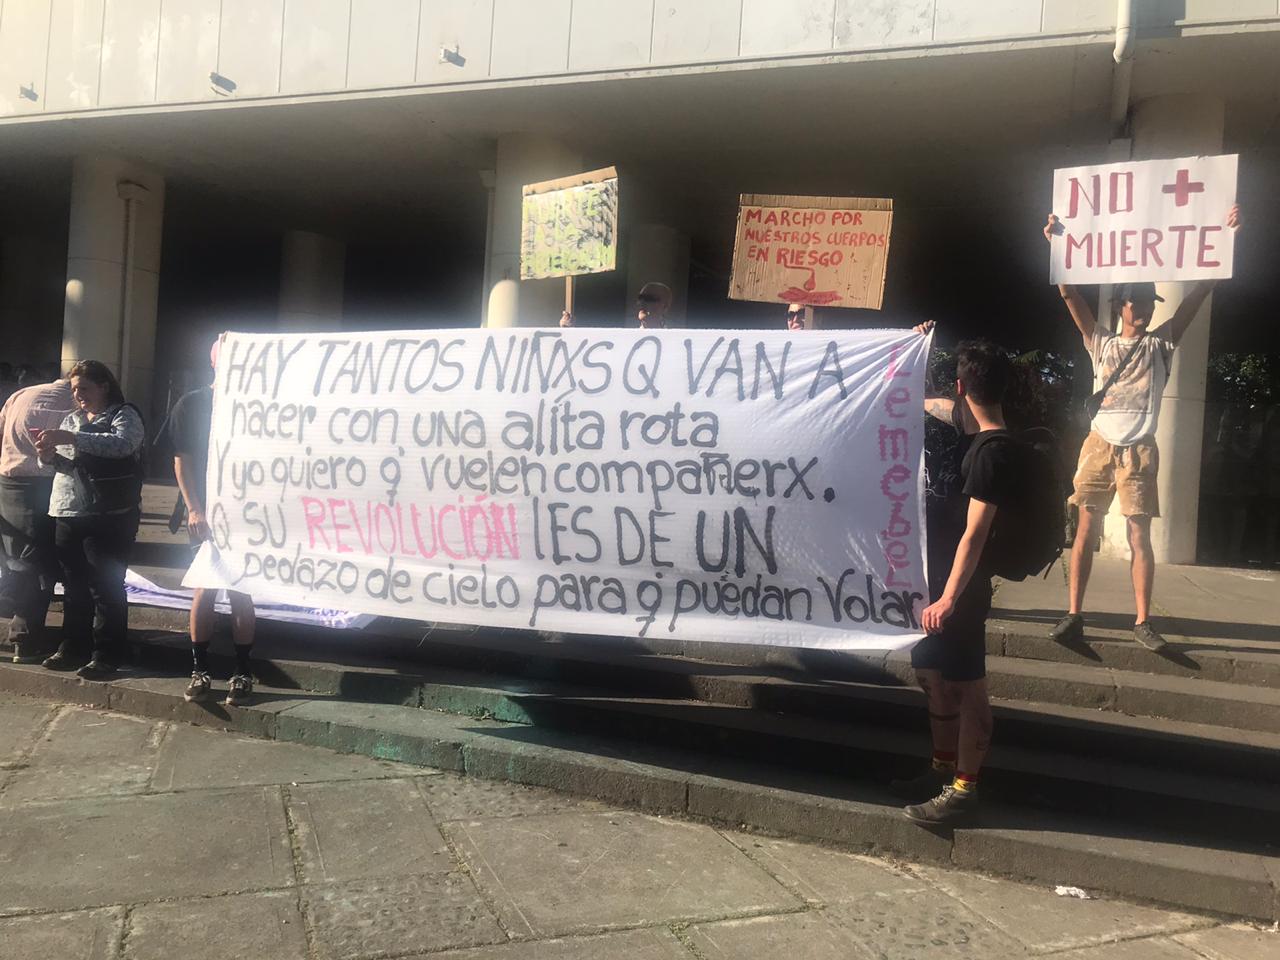 MARCHO POR
NUESTROS CUERPOS
EN RIESGO
NO +
MUERTE
HAY TANTOS NIÑXS Q VAN A
nacer con una alita rota
Y yo quiero q' vuelen compañerx.
Q SU REVOLUCIÓN lES DÉ UN
pedazo de cielo para q' puedan Volar
Lemebel